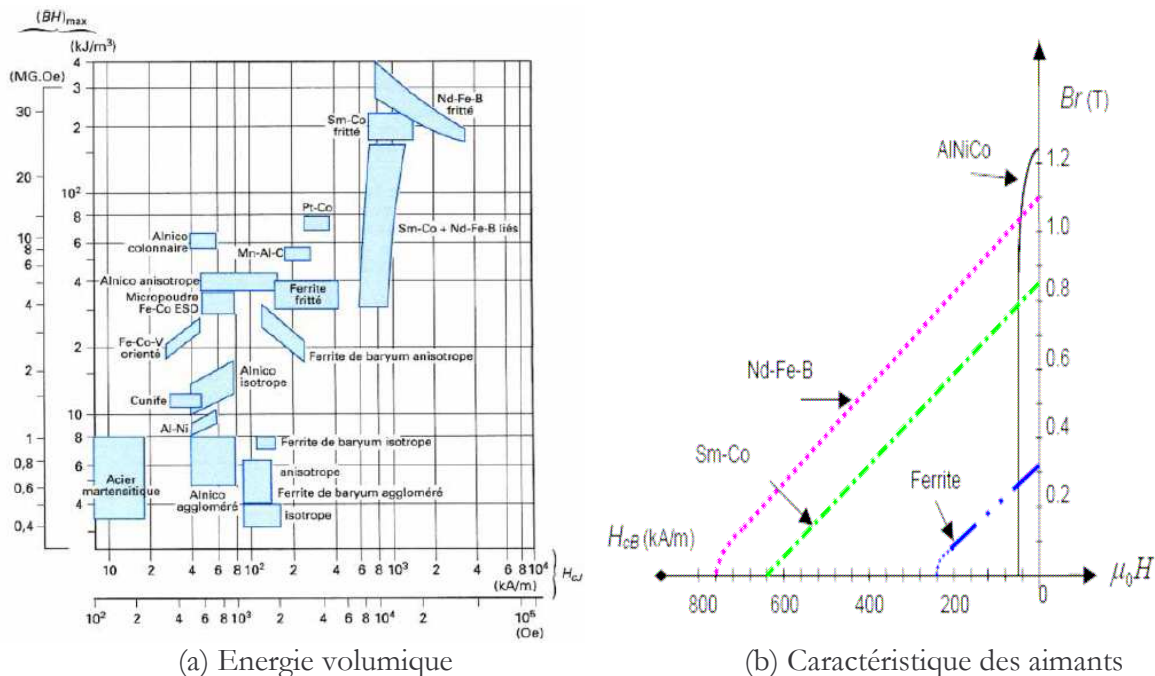 (BH)max
(kJ/m³)
(MG.Oe)
4
3
2
10²
8
6
4
2
10
8
6
4
30
20
10
8
6
4
2
1
0,8
0,6
0,4
Nd-Fe-B
fritté
Sm-Co
fritté
Pt-Co
Sm-Co + Nd-Fe-B liés
Alnico
colonnaire
Mn-Al-C
Alnico anisotrope
Ferrite
fritté
Micropoudre
Fe-Co ESD
Fe-Co-V
orienté
Ferrite de baryum anisotrope
Alnico
isotrope
Cunife
Al-Ni
Ferrite de baryum isotrope
Acier
martensitique
anisotrope
Ferrite de baryum aggloméré
Alnico
aggloméré
isotrope
10 2 4 6 8 10² 2 4 6 8 10³ 2 4 6 8 10⁴
(kA/m)
HcJ
10² 2 4 6 8 10³ 2 4 6 8 10⁴ 2 10⁵
(Oe)
(a) Energie volumique
Br (T)
AlNiCo
1.2
1.0
0.8
Nd-Fe-B
0.6
Sm-Co
0.4
Ferrite
0.2
HcB (kA/m)
μ₀H
800 600 400 200 0
(b) Caractéristique des aimants